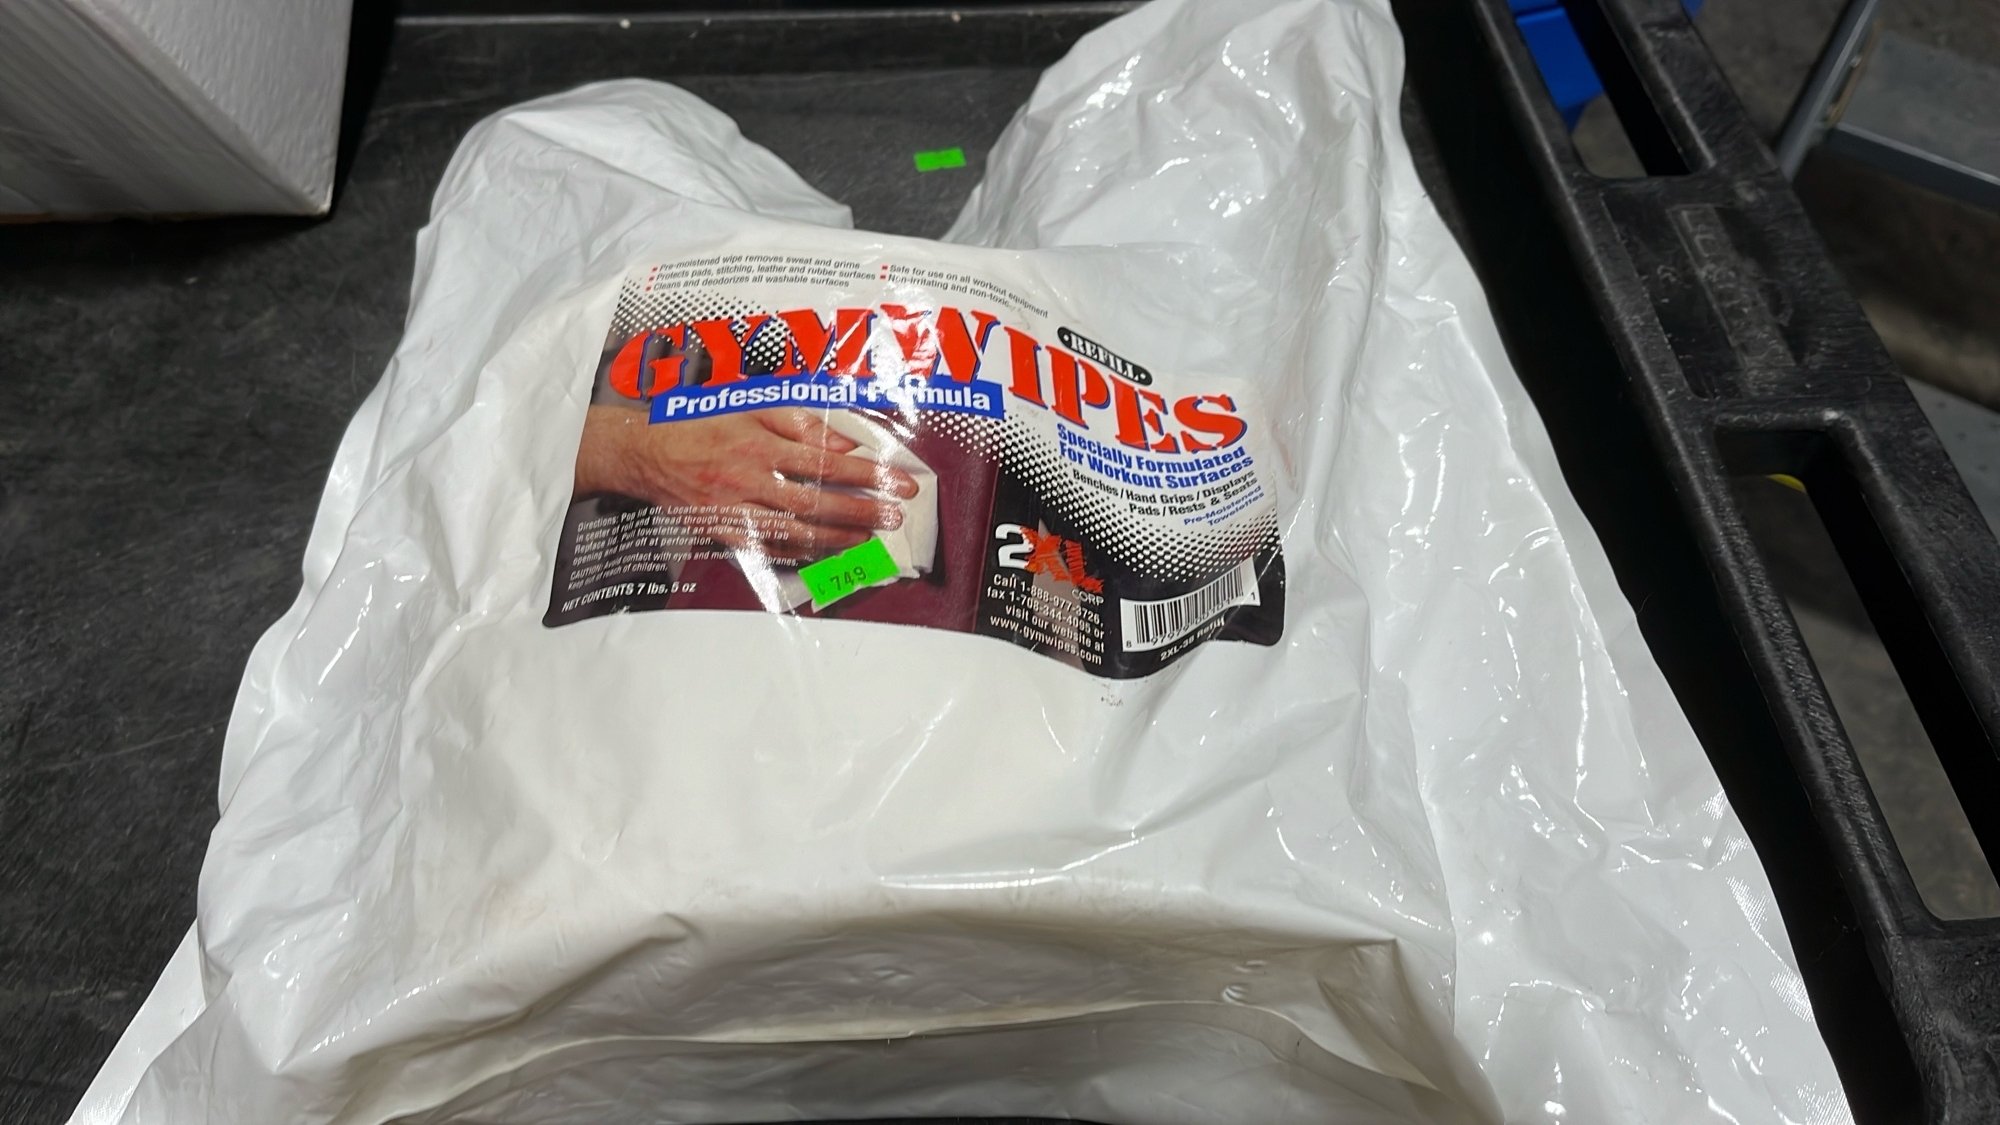 Pre-moistened wipe removes sweat and grime
Protects pads, stitching, leather and rubber surfaces
Cleans and deodorizes all washable surfaces
Safe for use on all workout equipment
Non-irritating and non-toxic
GYMWIPES
•REFILL•
Professional Formula
Specially Formulated
For Workout Surfaces
Benches / Hand Grips / Displays
Pads / Rests & Seats
Pre-Moistened
Towelettes
Directions: Pop lid off. Locate end of first towelette
in center of roll and thread through opening of lid.
Replace lid. Pull towelette at an angle through tab
opening and tear off at perforation.
CAUTION: Avoid contact with eyes and mucous membranes.
Keep out of reach of children.
NET CONTENTS 7 lbs. 5 oz
749
2XL
CORP
Call 1-888-977-3726,
fax 1-708-344-4095 or
visit our website at
www.gymwipes.com
2XL-38 Refill